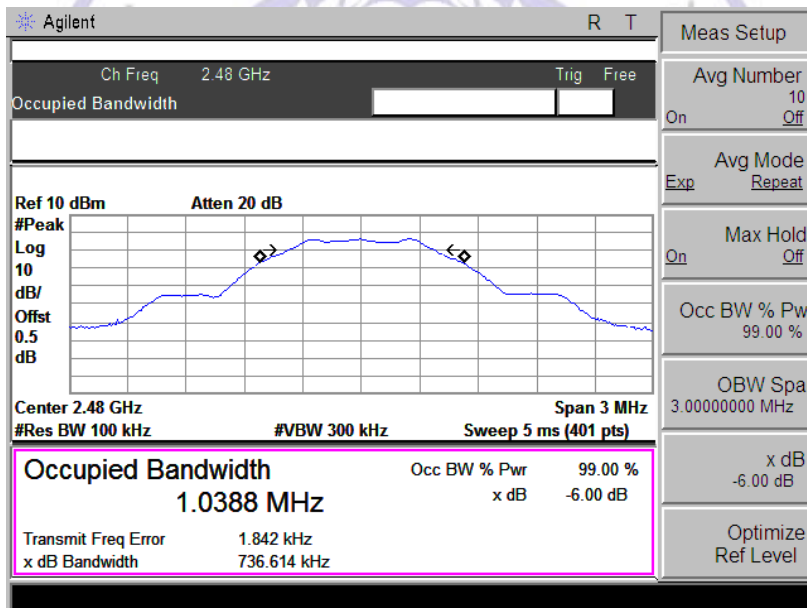 Agilent R T
Ch Freq 2.48 GHz Trig Free
Occupied Bandwidth
Ref 10 dBm Atten 20 dB
#Peak
Log
10
dB/
Offst
0.5
dB
Center 2.48 GHz Span 3 MHz
#Res BW 100 kHz #VBW 300 kHz Sweep 5 ms (401 pts)
Occupied Bandwidth Occ BW % Pwr 99.00 %
1.0388 MHz x dB -6.00 dB
Transmit Freq Error 1.842 kHz
x dB Bandwidth 736.614 kHz
Meas Setup
Avg Number
10
On Off
Avg Mode
Exp Repeat
Max Hold
On Off
Occ BW % Pw
99.00 %
OBW Spa
3.00000000 MHz
x dB
-6.00 dB
Optimize
Ref Level